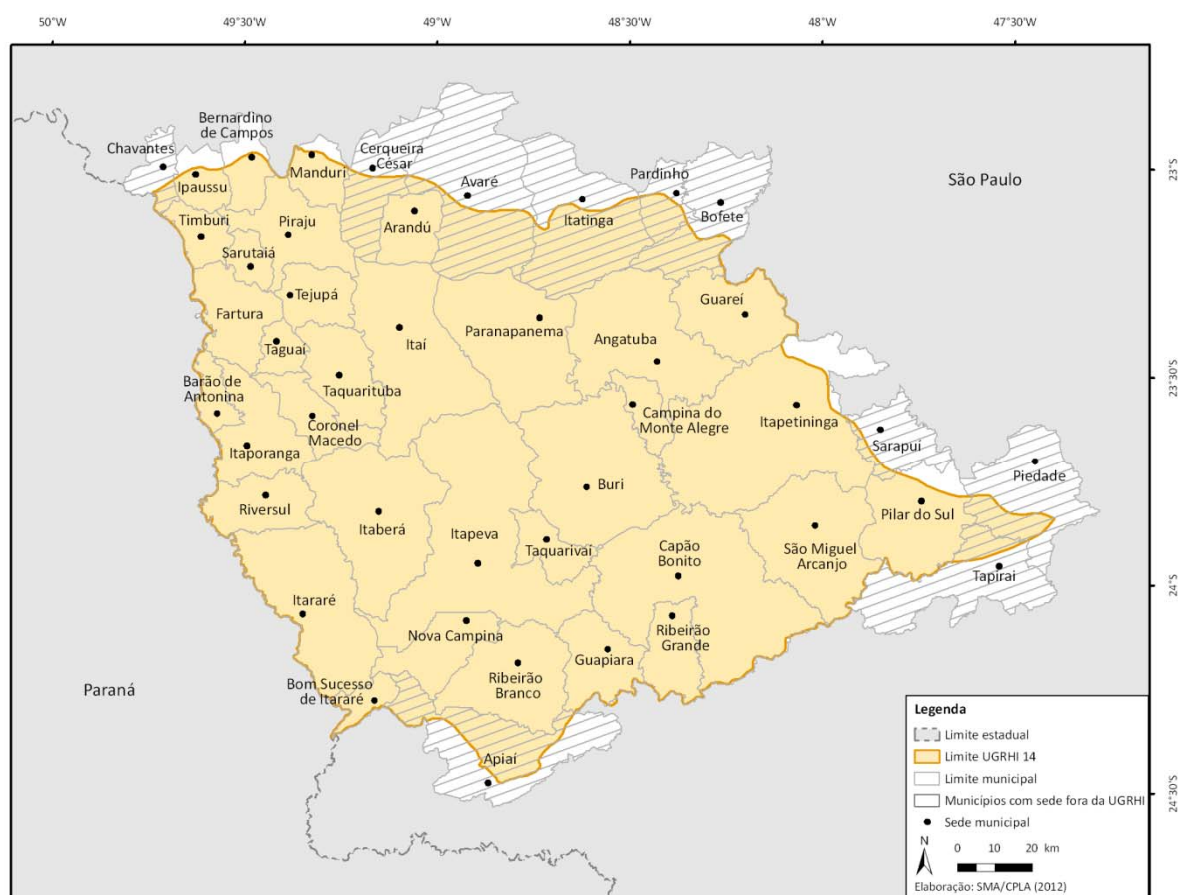 50°W
49°30'W
49°W
48°30'W
48°W
47°30'W
Bernardino
de Campos
Chavantes
Cerqueira
César
Manduri
Ipaussu
Avaré
Pardinho
São Paulo
23°S
Itatinga
Bofete
Timburi
Piraju
Arandú
Sarutaiá
Tejupá
Guareí
Fartura
Paranapanema
Itaí
Angatuba
Taguaí
Barão de
Antonina
Taquarituba
23°30'S
Coronel
Macedo
Campina do
Monte Alegre
Itapetininga
Itaporanga
Sarapuí
Piedade
Riversul
Buri
Itaberá
Itapeva
Taquarivaí
Pilar do Sul
São Miguel
Arcanjo
Capão
Bonito
Tapiraí
24°S
Itararé
Nova Campina
Ribeirão
Grande
Guapiara
Ribeirão
Branco
Bom Sucesso
de Itararé
Paraná
Apiaí
24°30'S
Legenda
Limite estadual
Limite UGRHI 14
Limite municipal
Municípios com sede fora da UGRHI
Sede municipal
N
0 10 20 km
Elaboração: SMA/CPLA (2012)